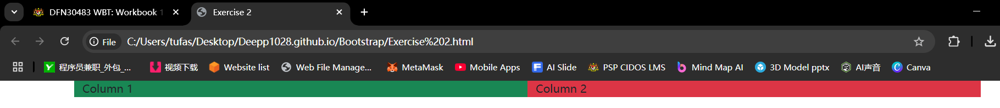 DFN30483 WBT: Workbook 1
Exercise 2
File
C:/Users/tufas/Desktop/Deepp1028.github.io/Bootstrap/Exercise%202.html
程序员兼职_外包_...
视频下载
Website list
Web File Manage...
MetaMask
Mobile Apps
AI Slide
PSP CIDOS LMS
Mind Map AI
3D Model pptx
AI声音
Canva
Column 1
Column 2